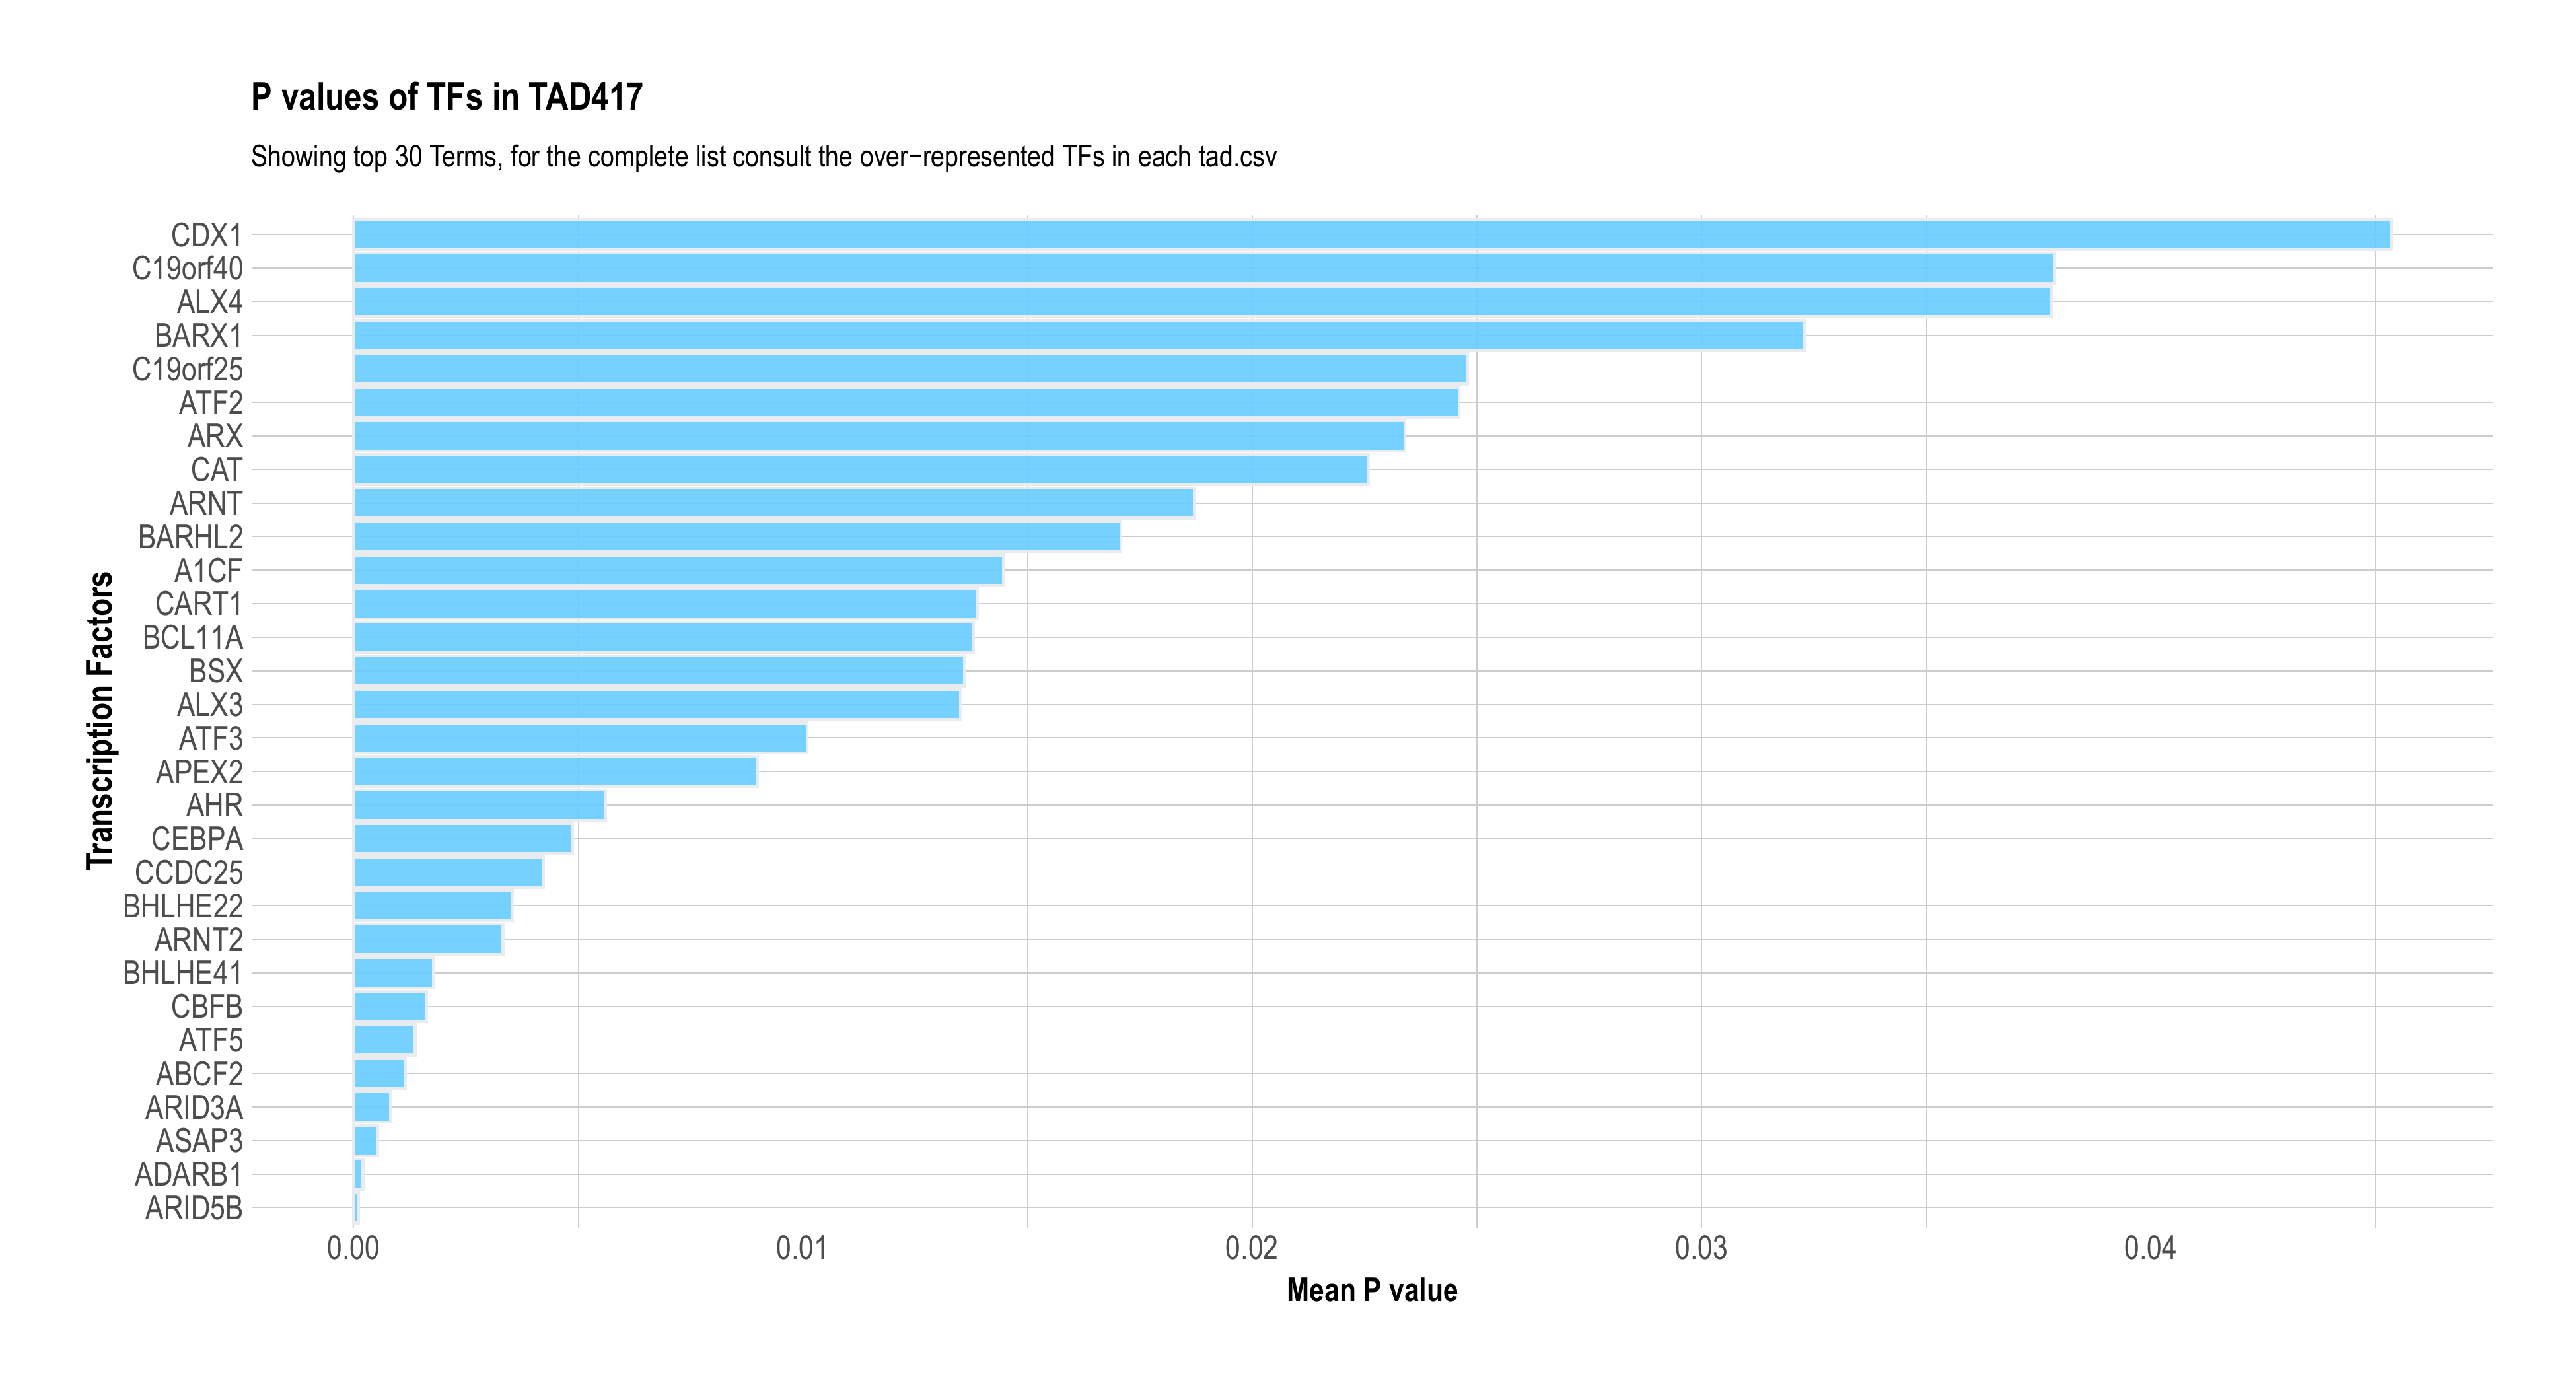 P values of TFs in TAD417
Showing top 30 Terms, for the complete list consult the over−represented TFs in each tad.csv
Transcription Factors
CDX1
C19orf40
ALX4
BARX1
C19orf25
ATF2
ARX
CAT
ARNT
BARHL2
A1CF
CART1
BCL11A
BSX
ALX3
ATF3
APEX2
AHR
CEBPA
CCDC25
BHLHE22
ARNT2
BHLHE41
CBFB
ATF5
ABCF2
ARID3A
ASAP3
ADARB1
ARID5B
0.00 0.01 0.02 0.03 0.04
Mean P value